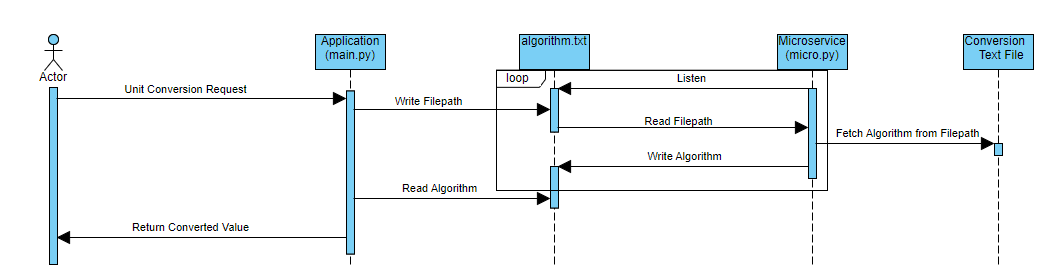 Actor
Application
(main.py)
algorithm.txt
Microservice
(micro.py)
Conversion
Text File
loop
Listen
Unit Conversion Request
Write Filepath
Read Filepath
Fetch Algorithm from Filepath
Write Algorithm
Read Algorithm
Return Converted Value